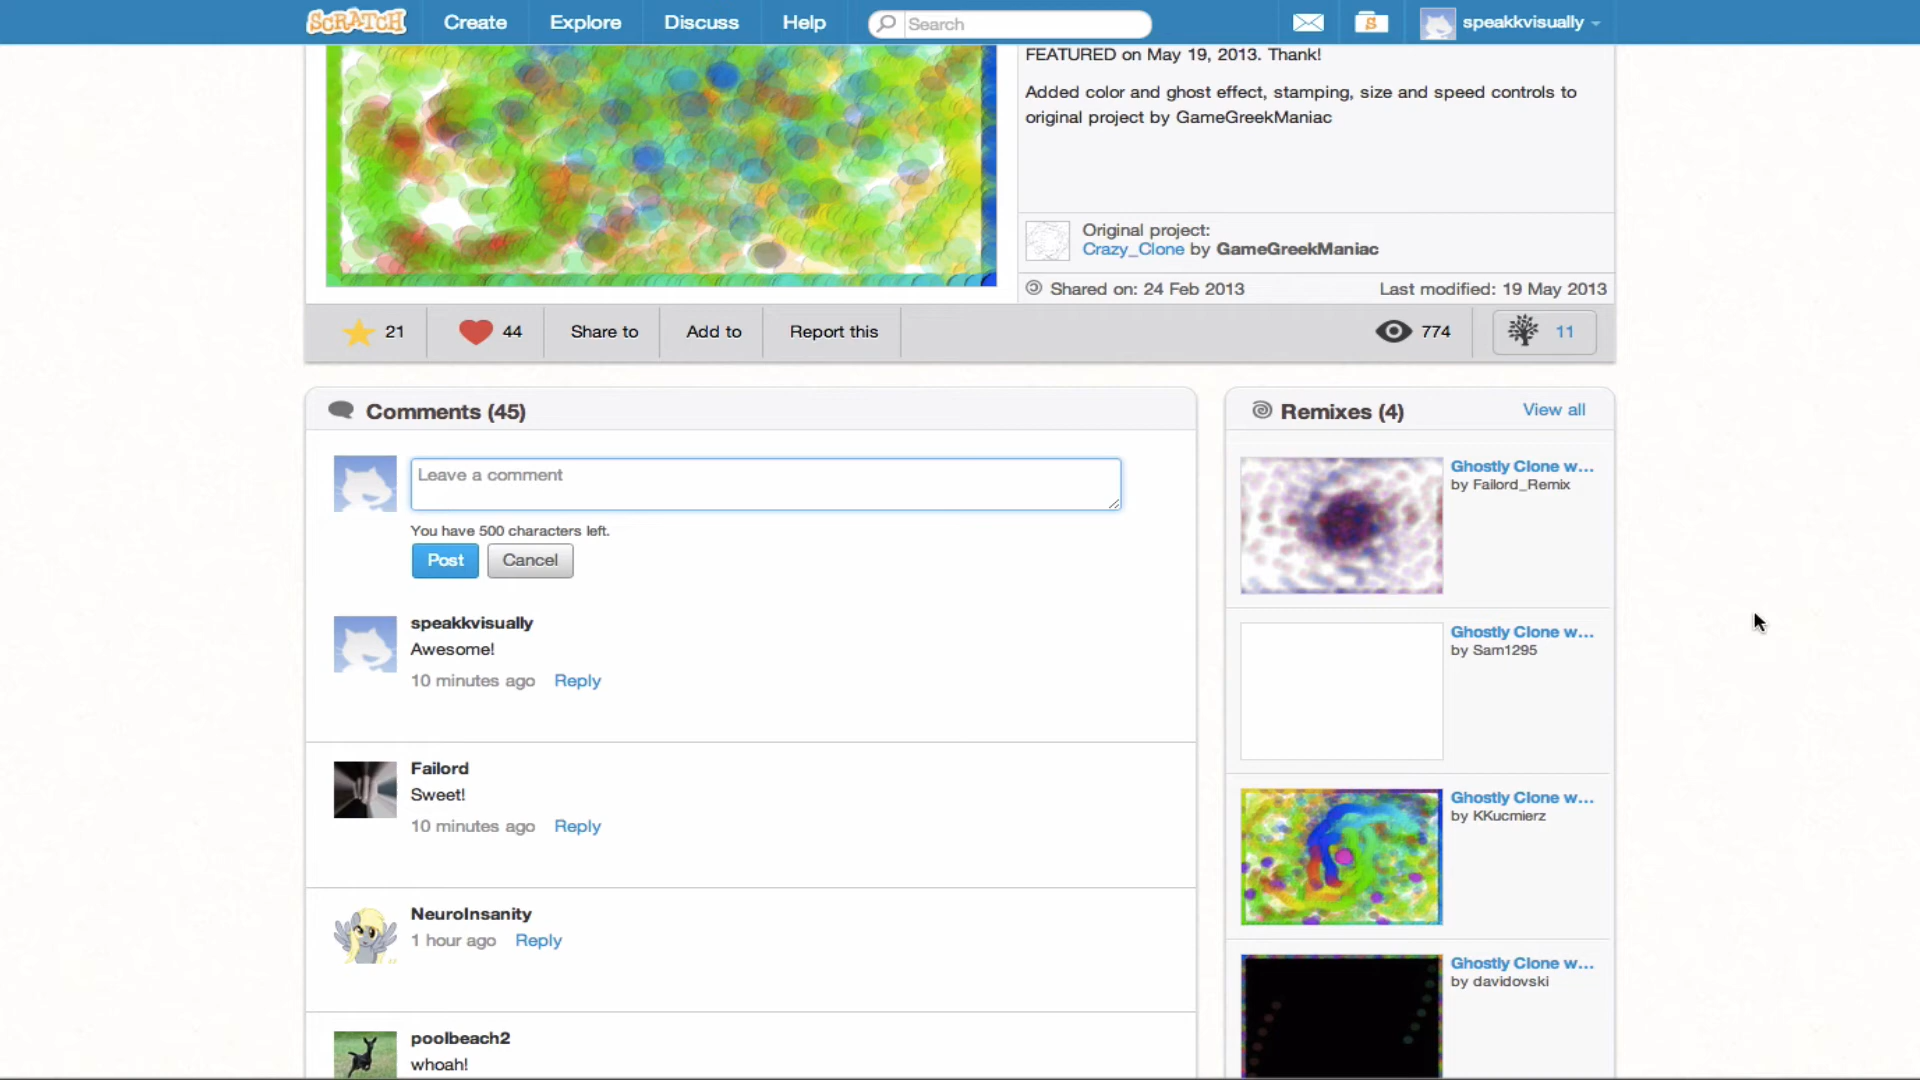 SCRATCH Create Explore Discuss Help Search speakkvisually
FEATURED on May 19, 2013. Thank!
Added color and ghost effect, stamping, size and speed controls to
original project by GameGreekManiac
Original project:
Crazy_Clone by GameGreekManiac
Shared on: 24 Feb 2013 Last modified: 19 May 2013
21 44 Share to Add to Report this 774 11
Comments (45)
Leave a comment
You have 500 characters left.
Post Cancel
speakkvisually
Awesome!
10 minutes ago Reply
Failord
Sweet!
10 minutes ago Reply
NeuroInsanity
1 hour ago Reply
poolbeach2
whoah!
Remixes (4) View all
Ghostly Clone w...
by Failord_Remix
Ghostly Clone w...
by Sam1295
Ghostly Clone w...
by KKucmierz
Ghostly Clone w...
by davidovski